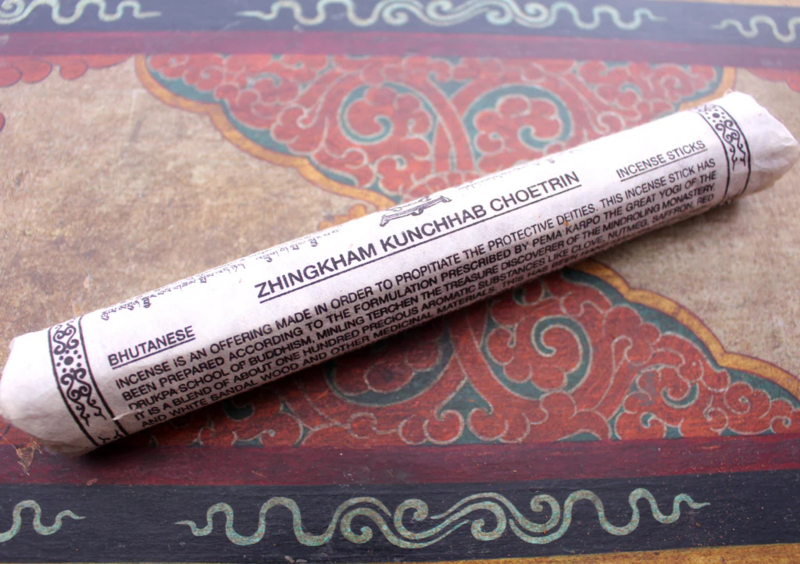 ZHINGKHAM KUNCHHAB CHOETRIN
BHUTANESE
INCENSE STICKS
INCENSE IS AN OFFERING MADE IN ORDER TO PROPITIATE THE PROTECTIVE DEITIES. THIS INCENSE STICK HAS
BEEN PREPARED ACCORDING TO THE FORMULATION PRESCRIBED BY PEMA KARPO THE GREAT YOGI OF THE
DRUKPA SCHOOL OF BUDDHISM, MINLING TERCHEN THE TREASURE DISCOVERER OF THE MINDROLING MONASTERY.
IT IS A BLEND OF ABOUT ONE HUNDRED PRECIOUS AROMATIC SUBSTANCES LIKE CLOVE, NUTMEG, SAFFRON, RED
AND WHITE SANDAL WOOD AND OTHER MEDICINAL MATERIALS. THIS HAS